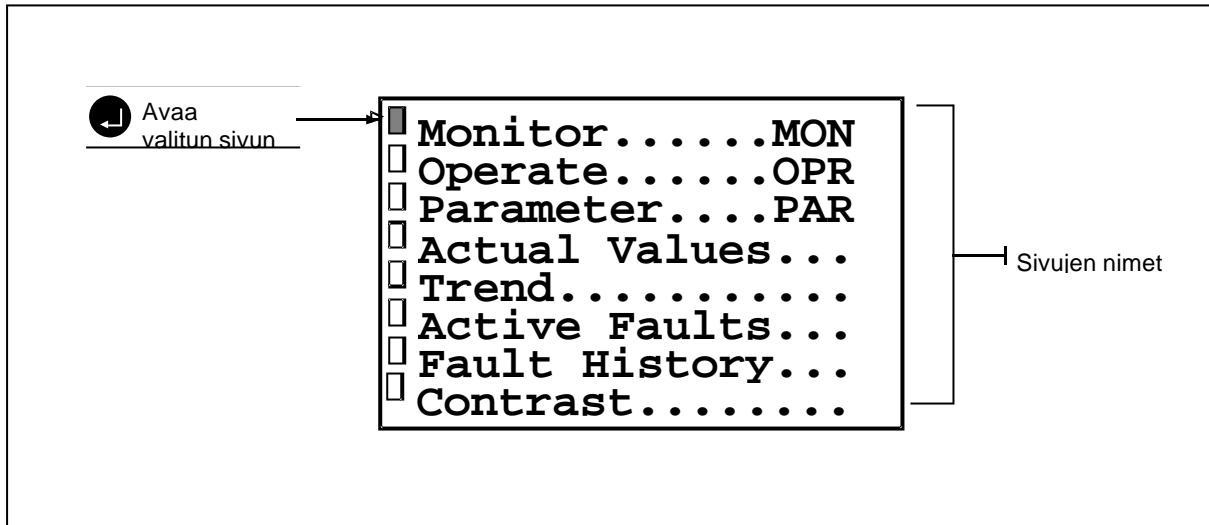 Avaa
valitun sivun
Monitor......MON
Operate......OPR
Parameter....PAR
Actual Values...
Trend...........
Active Faults...
Fault History...
Contrast........
Sivujen nimet